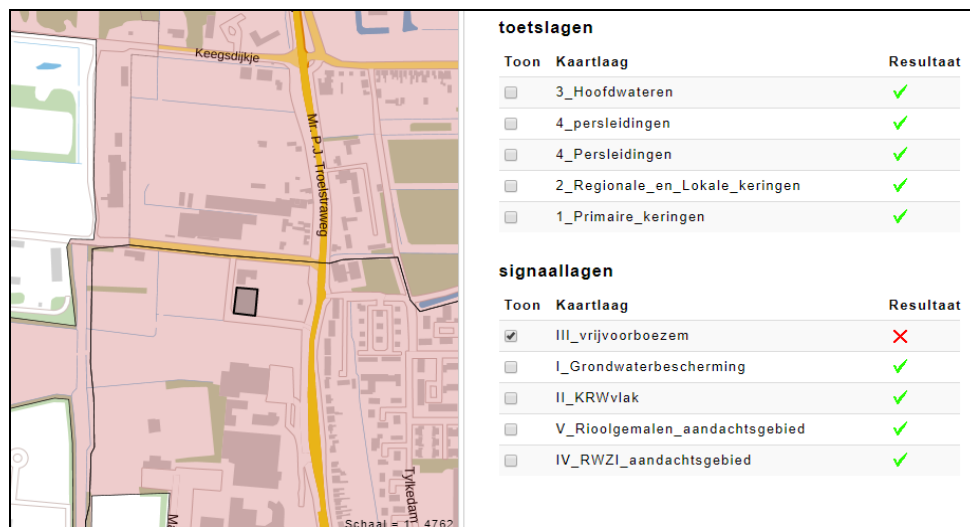 Keegsdijkje
Mr. P.J. Troelstraweg
Tylkedam
Ma
Schaal = 1 : 4762
toetslagen
Toon Kaartlaag Resultaat
3_Hoofdwateren
4_persleidingen
4_Persleidingen
2_Regionale_en_Lokale_keringen
1_Primaire_keringen
signaallagen
Toon Kaartlaag Resultaat
III_vrijvoorboezem
I_Grondwaterbescherming
II_KRWvlak
V_Rioolgemalen_aandachtsgebied
IV_RWZI_aandachtsgebied